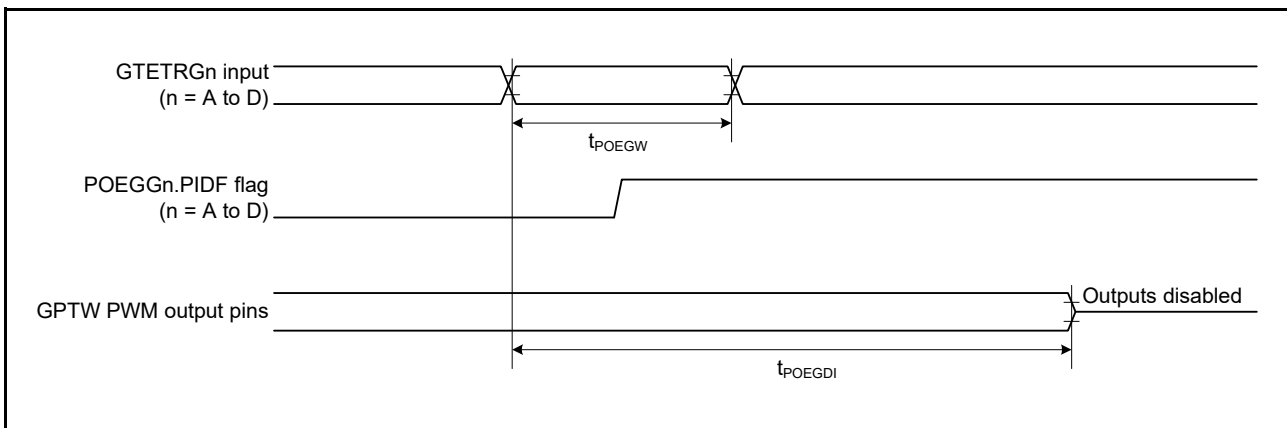 GTETRGn input
(n = A to D)
tPOEGW
POEGGn.PIDF flag
(n = A to D)
GPTW PWM output pins
Outputs disabled
tPOEGDI